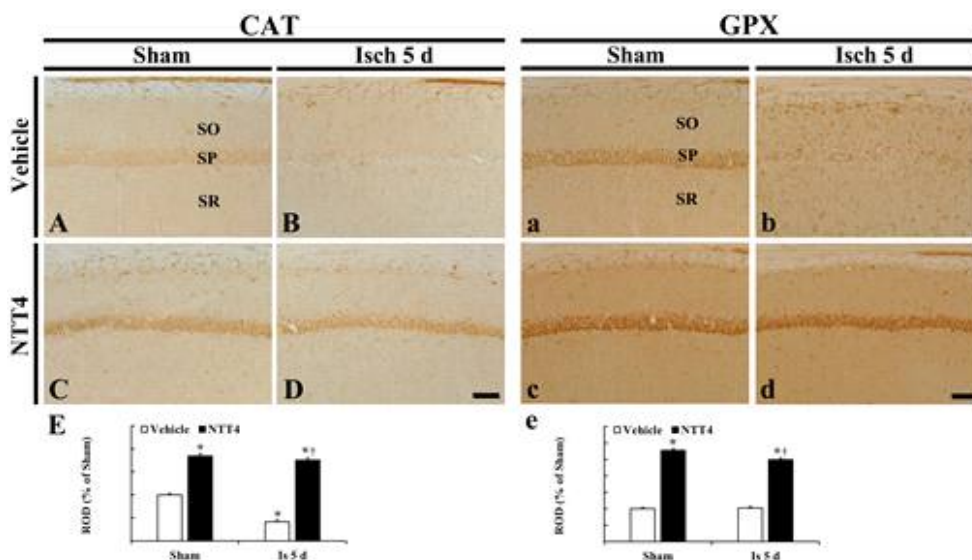 CAT GPX
Sham Isch 5 d Sham Isch 5 d
Vehicle
SO
SP
SR
A B
SO
SP
SR
a b
NTT4
C D c d
E
Vehicle NTT4
ROD (% of Sham)
* *† *
Sham Is 5 d
e
Vehicle NTT4
ROD (% of Sham)
* *†
Sham Is 5 d